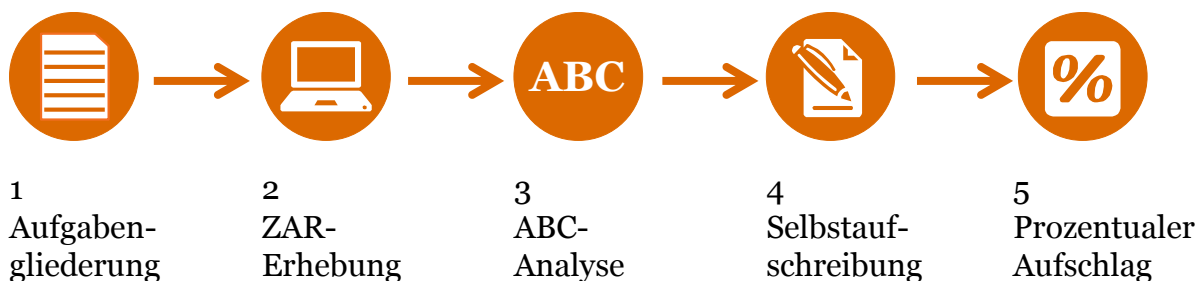 ABC
%
1
Aufgaben-
gliederung
2
ZAR-
Erhebung
3
ABC-
Analyse
4
Selbstauf-
schreibung
5
Prozentualer
Aufschlag